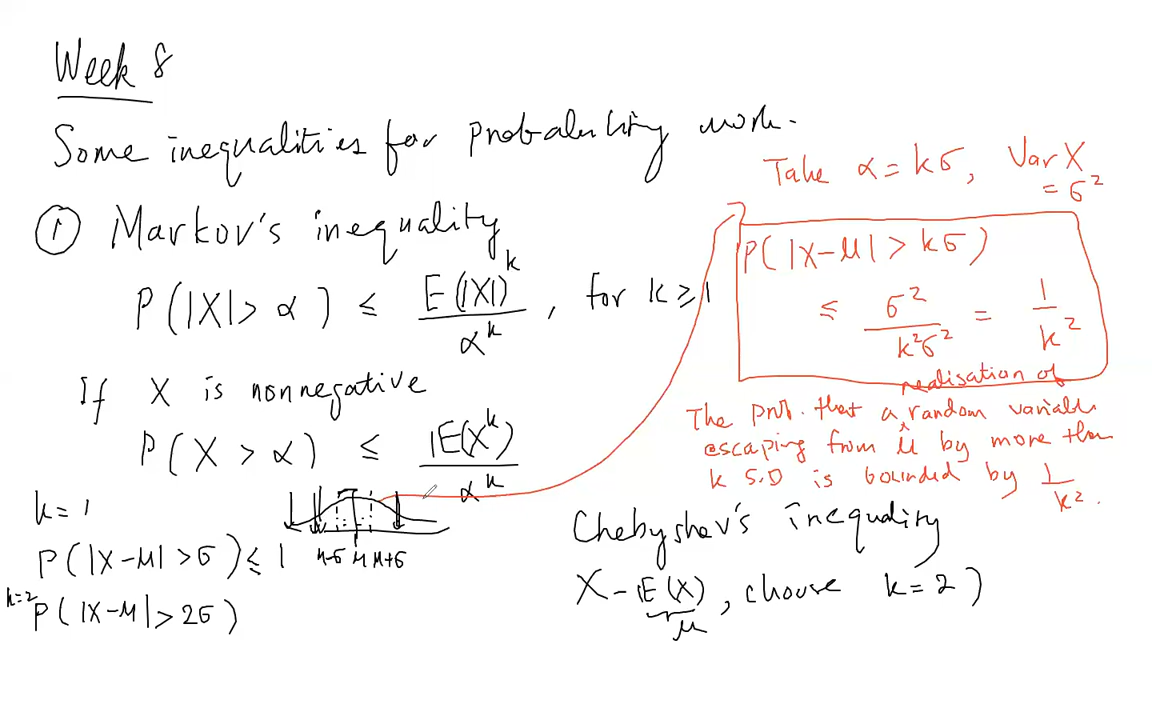 Week 8
Some inequalities for probability work.
① Markov's inequality
P(|X| > α) ≤ E(|X|)^k / α^k , for k ≥ 1
If X is nonnegative
P(X > α) ≤ E(X^k) / α^k
k = 1
P(|X-μ| > σ) ≤ 1
k=2 P(|X-μ| > 2σ)
μ-σ μ μ+σ
Take α = kσ, Var X = σ²
P(|X-μ| > kσ)
≤ σ² / k²σ² = 1 / k²
realisation of
The prob. that a ^ random variable
escaping from μ by more than
k S.D is bounded by 1/k².
Chebyshev's inequality
X - E(X), choose k = 2)
μ